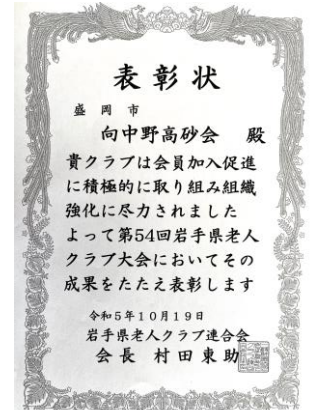 表彰状
盛岡市
向中野高砂会 殿
貴クラブは会員加入促進
に積極的に取り組み組織
強化に尽力されました
よって第54回岩手県老人
クラブ大会においてその
成果をたたえ表彰します
令和5年10月19日
岩手県老人クラブ連合会
会長 村田東助